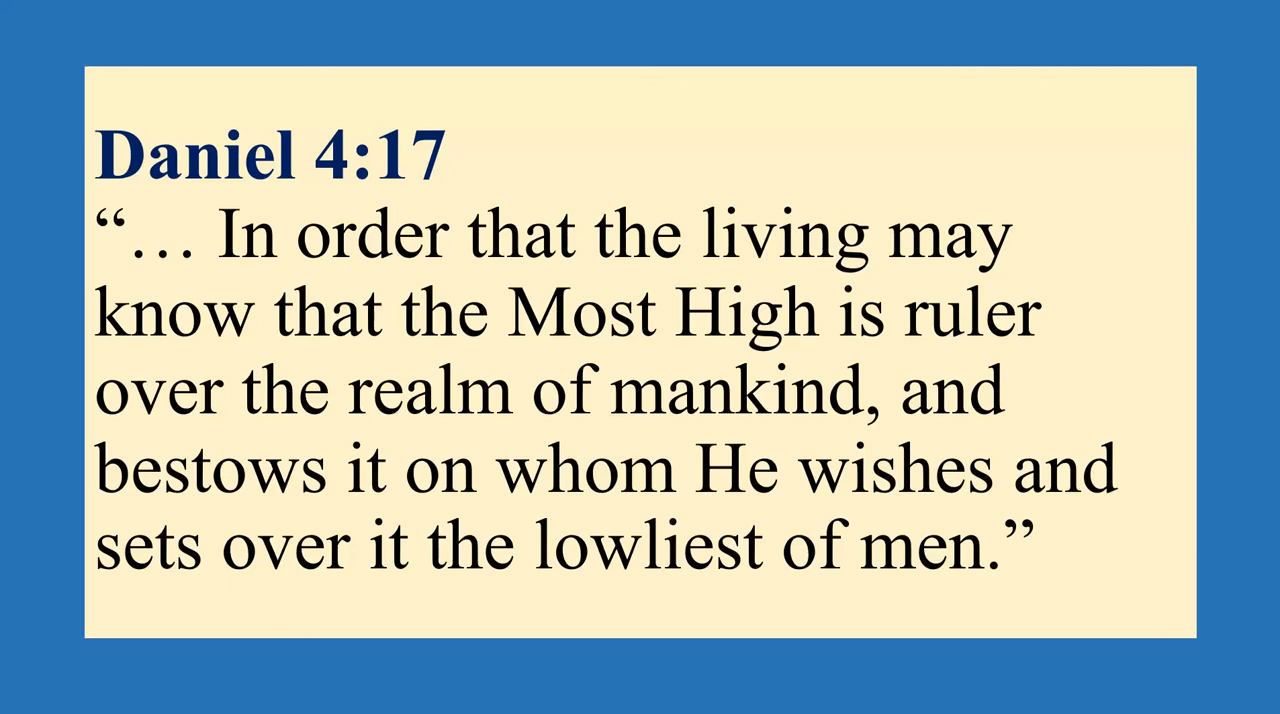 Daniel 4:17
“… In order that the living may
know that the Most High is ruler
over the realm of mankind, and
bestows it on whom He wishes and
sets over it the lowliest of men.”